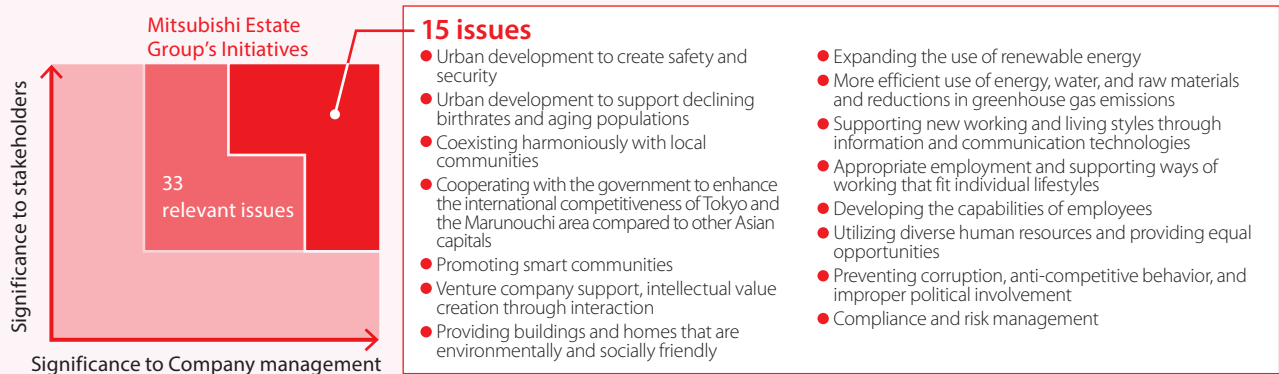 Mitsubishi Estate
Group's Initiatives
Significance to stakeholders
33
relevant issues
Significance to Company management
15 issues
● Urban development to create safety and
security
● Urban development to support declining
birthrates and aging populations
● Coexisting harmoniously with local
communities
● Cooperating with the government to enhance
the international competitiveness of Tokyo and
the Marunouchi area compared to other Asian
capitals
● Promoting smart communities
● Venture company support, intellectual value
creation through interaction
● Providing buildings and homes that are
environmentally and socially friendly
● Expanding the use of renewable energy
● More efficient use of energy, water, and raw materials
and reductions in greenhouse gas emissions
● Supporting new working and living styles through
information and communication technologies
● Appropriate employment and supporting ways of
working that fit individual lifestyles
● Developing the capabilities of employees
● Utilizing diverse human resources and providing equal
opportunities
● Preventing corruption, anti-competitive behavior, and
improper political involvement
● Compliance and risk management